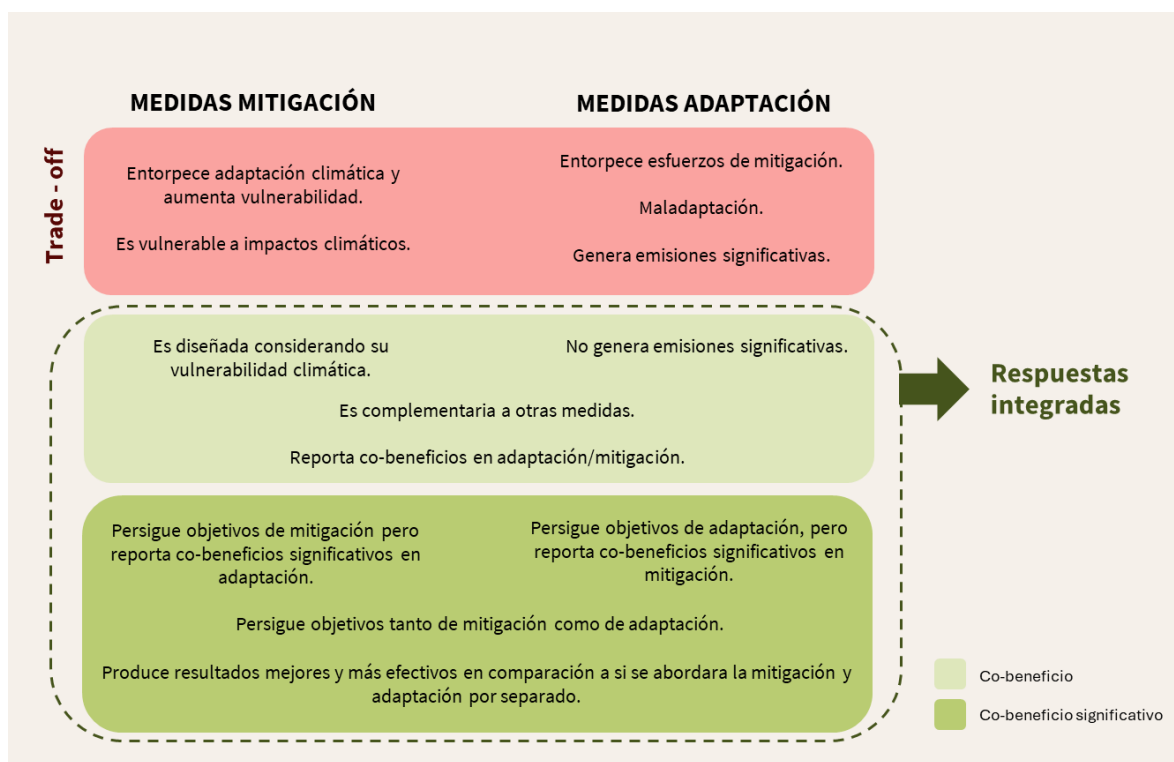 MEDIDAS MITIGACIÓN
MEDIDAS ADAPTACIÓN
Trade - off
Entorpece adaptación climática y
aumenta vulnerabilidad.
Es vulnerable a impactos climáticos.
Entorpece esfuerzos de mitigación.
Maladaptación.
Genera emisiones significativas.
Es diseñada considerando su
vulnerabilidad climática.
No genera emisiones significativas.
Es complementaria a otras medidas.
Reporta co-beneficios en adaptación/mitigación.
Respuestas
integradas
Persigue objetivos de mitigación pero
reporta co-beneficios significativos en
adaptación.
Persigue objetivos de adaptación, pero
reporta co-beneficios significativos en
mitigación.
Persigue objetivos tanto de mitigación como de adaptación.
Produce resultados mejores y más efectivos en comparación a si se abordara la mitigación y
adaptación por separado.
Co-beneficio
Co-beneficio significativo